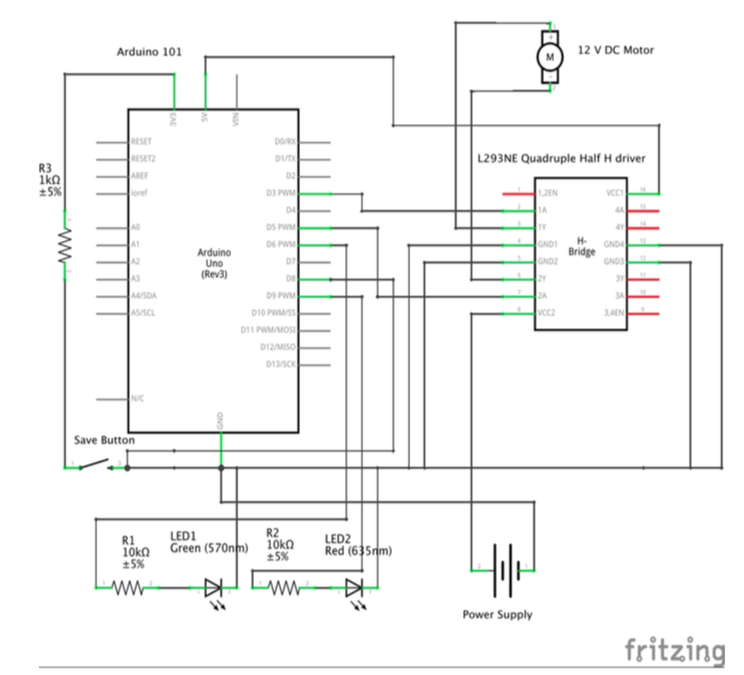 Arduino 101
12 V DC Motor
3V3
5V
VIN
L293NE Quadruple Half H driver
RESET
RESET2
AREF
ioref
A0
A1
A2
A3
A4/SDA
A5/SCL
N/C
D0/RX
D1/TX
D2
D3 PWM
D4
D5 PWM
D6 PWM
D7
D8
D9 PWM
D10 PWM/SS
D11 PWM/MOSI
D12/MISO
D13/SCK
GND
Arduino
Uno
(Rev3)
R3
1kΩ
±5%
M
1,2EN
1A
1Y
GND1
GND2
2Y
2A
VCC2
H-
Bridge
VCC1
4A
4Y
GND4
GND3
3Y
3A
3,4EN
Save Button
R1
10kΩ
±5%
LED1
Green (570nm)
R2
10kΩ
±5%
LED2
Red (635nm)
Power Supply
fritzing